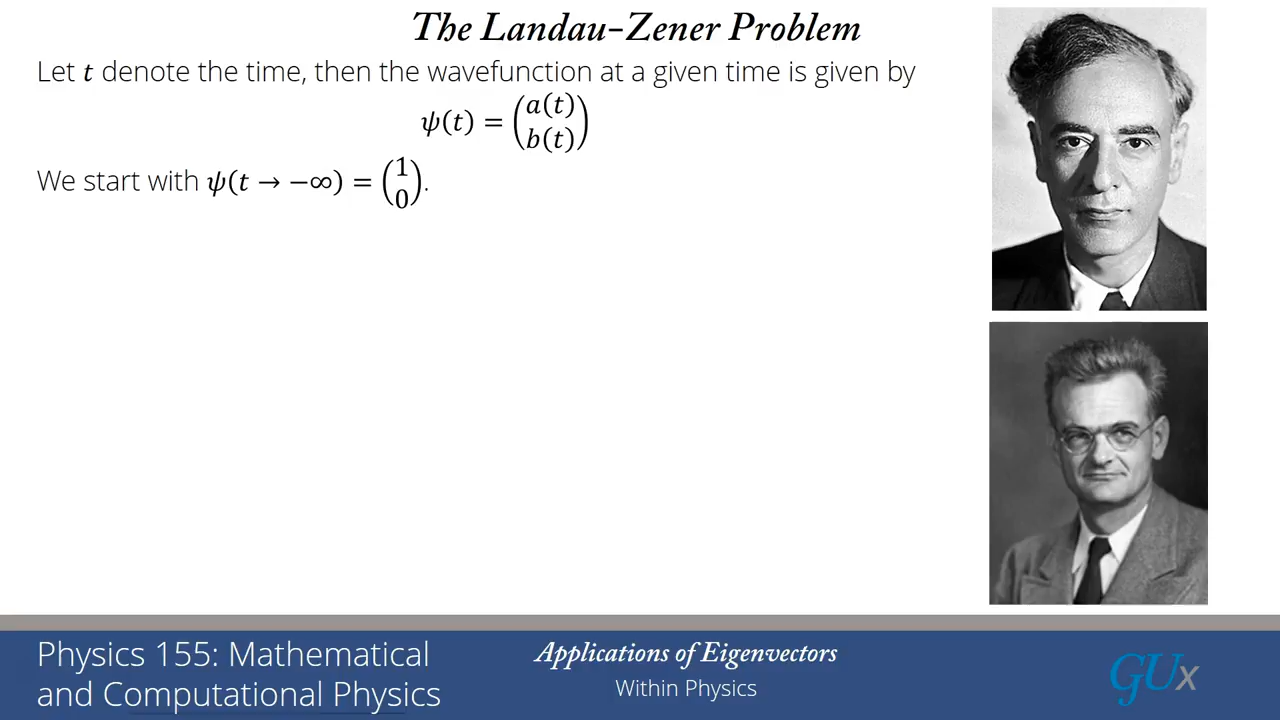 The Landau-Zener Problem
Let t denote the time, then the wavefunction at a given time is given by
ψ(t) = (a(t) b(t))
We start with ψ(t → −∞) = (1 0).
Physics 155: Mathematical
and Computational Physics
Applications of Eigenvectors
Within Physics
GUx